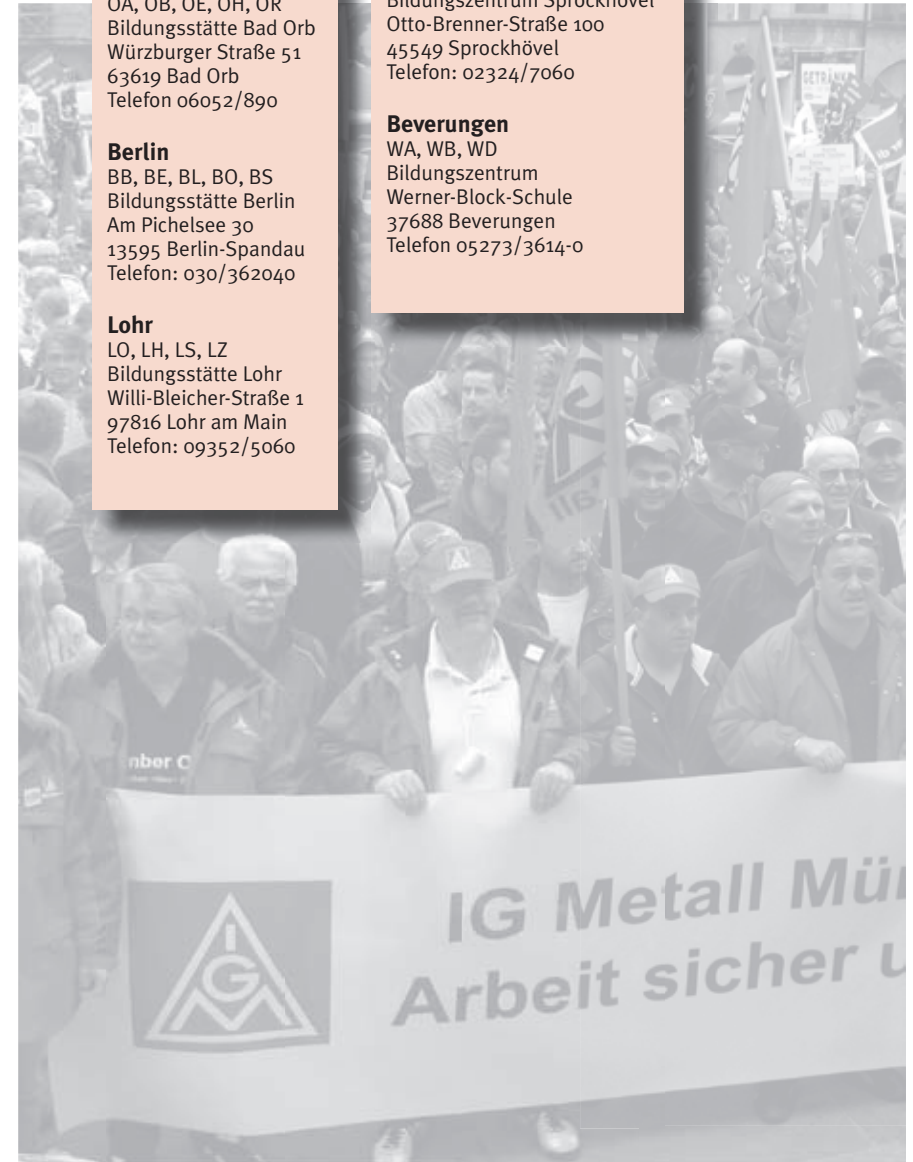 OA, OB, OE, OH, OR
Bildungsstätte Bad Orb
Würzburger Straße 51
63619 Bad Orb
Telefon 06052/890
Berlin
BB, BE, BL, BO, BS
Bildungsstätte Berlin
Am Pichelsee 30
13595 Berlin-Spandau
Telefon: 030/362040
Lohr
LO, LH, LS, LZ
Bildungsstätte Lohr
Willi-Bleicher-Straße 1
97816 Lohr am Main
Telefon: 09352/5060
Bildungszentrum Sprockhövel
Otto-Brenner-Straße 100
45549 Sprockhövel
Telefon: 02324/7060
Beverungen
WA, WB, WD
Bildungszentrum
Werner-Block-Schule
37688 Beverungen
Telefon 05273/3614-0
GETRÄNKE
mber C
IGM
IG Metall Mün
Arbeit sicher u